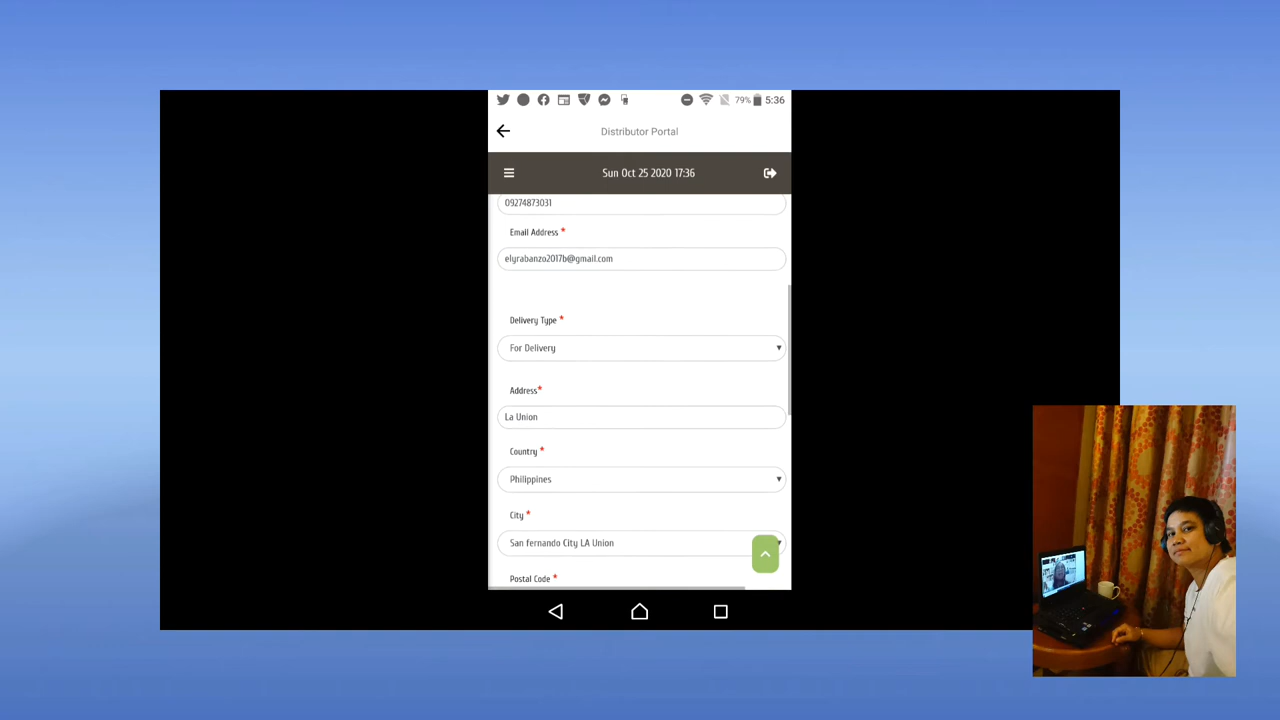 79% 5:36
Distributor Portal
Sun Oct 25 2020 17:36
09274873031
Email Address *
elyrabanzo2017b@gmail.com
Delivery Type *
For Delivery
Address*
La Union
Country *
Philippines
City *
San fernando City LA Union
Postal Code *